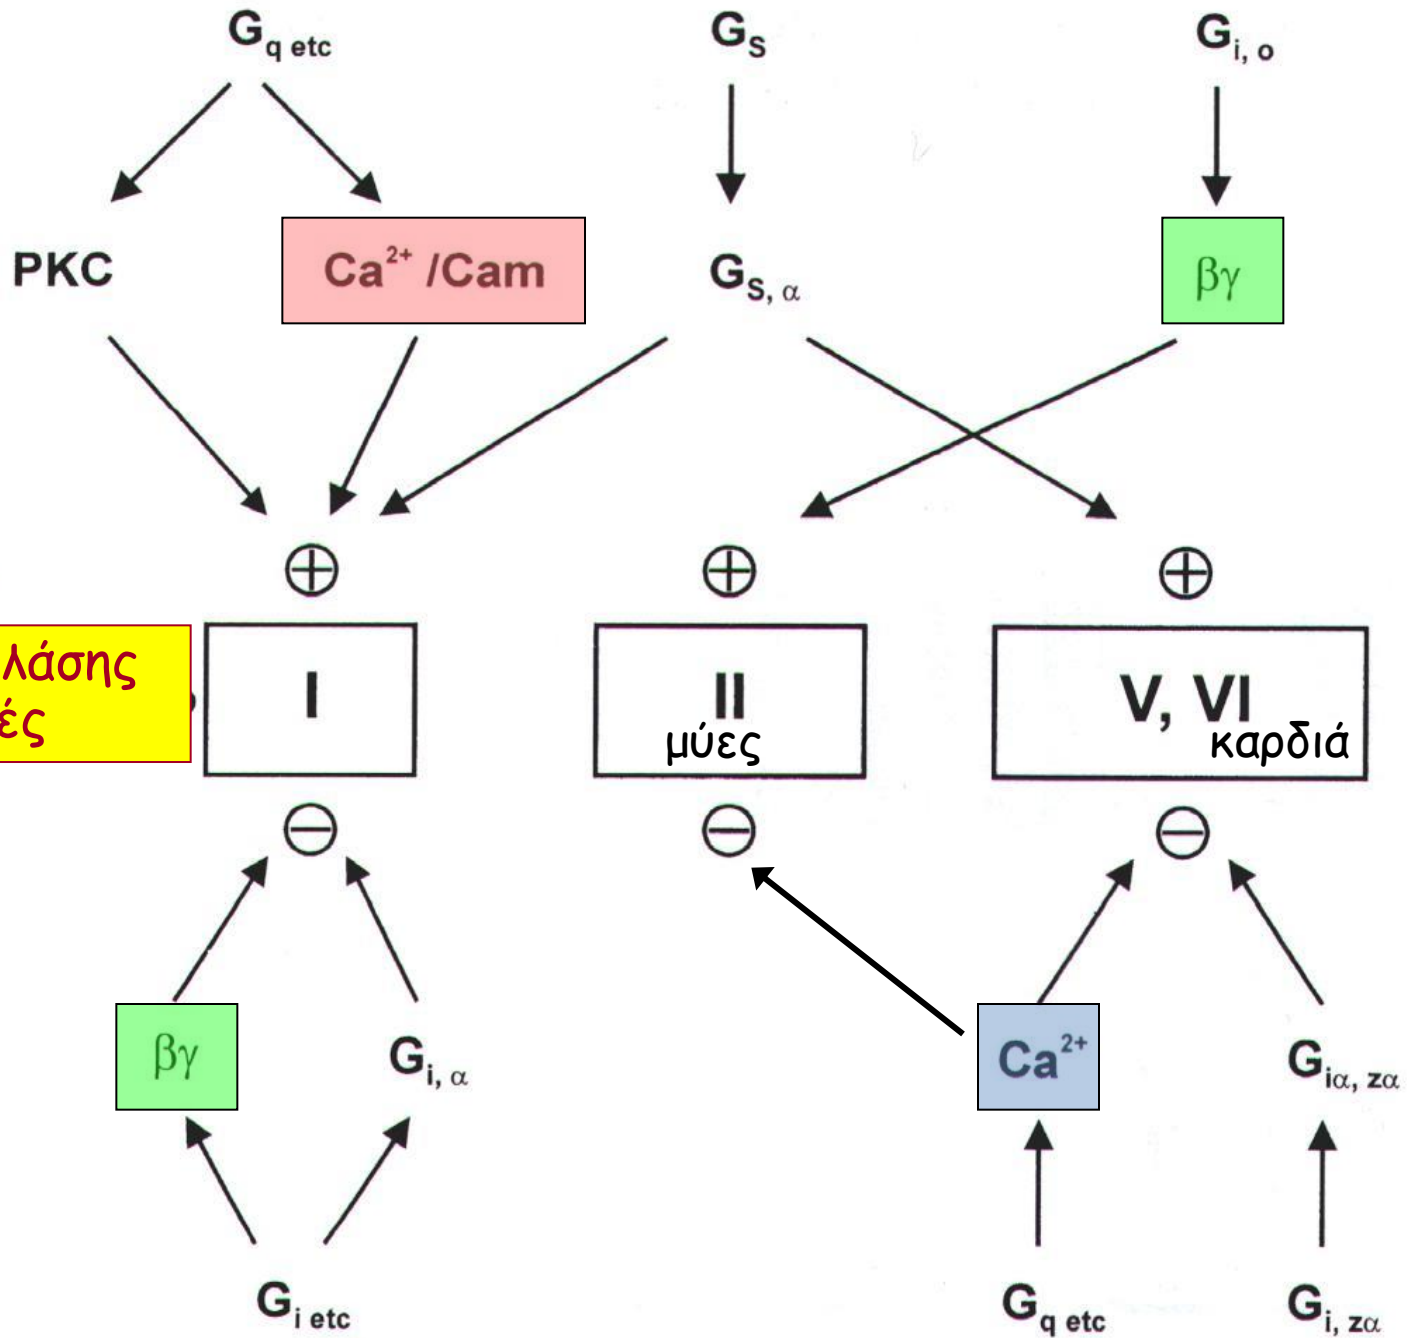 Gq etc
GS
Gi, o
PKC
Ca2+ /Cam
GS, α
βγ
+
+
+
λάσης
ές
I
II
μύες
V, VI
καρδιά
−
−
−
βγ
Gi, α
Ca2+
Giα, zα
Gi etc
Gq etc
Gi, zα